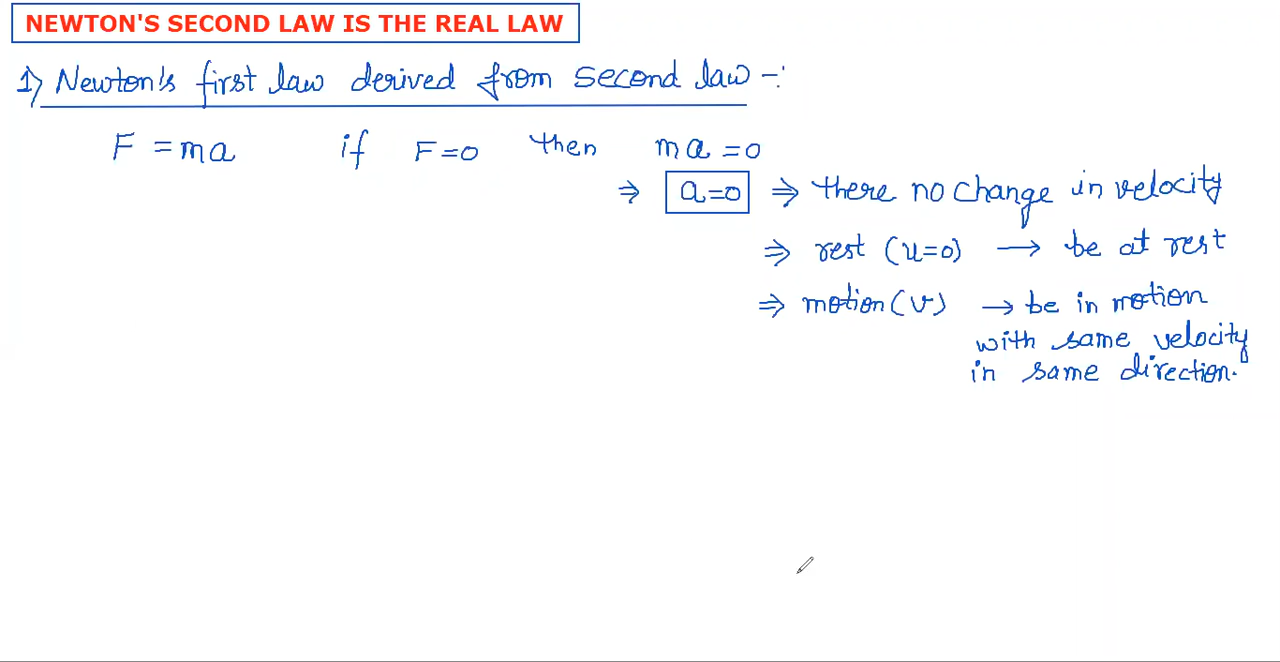 NEWTON'S SECOND LAW IS THE REAL LAW
1) Newton's first law derived from second law -:
F = ma if F=0 then ma=0
⇒ a=0 ⇒ there no change in velocity
⇒ rest (u=0) → be at rest
⇒ motion (v) → be in motion
with same velocity
in same direction.